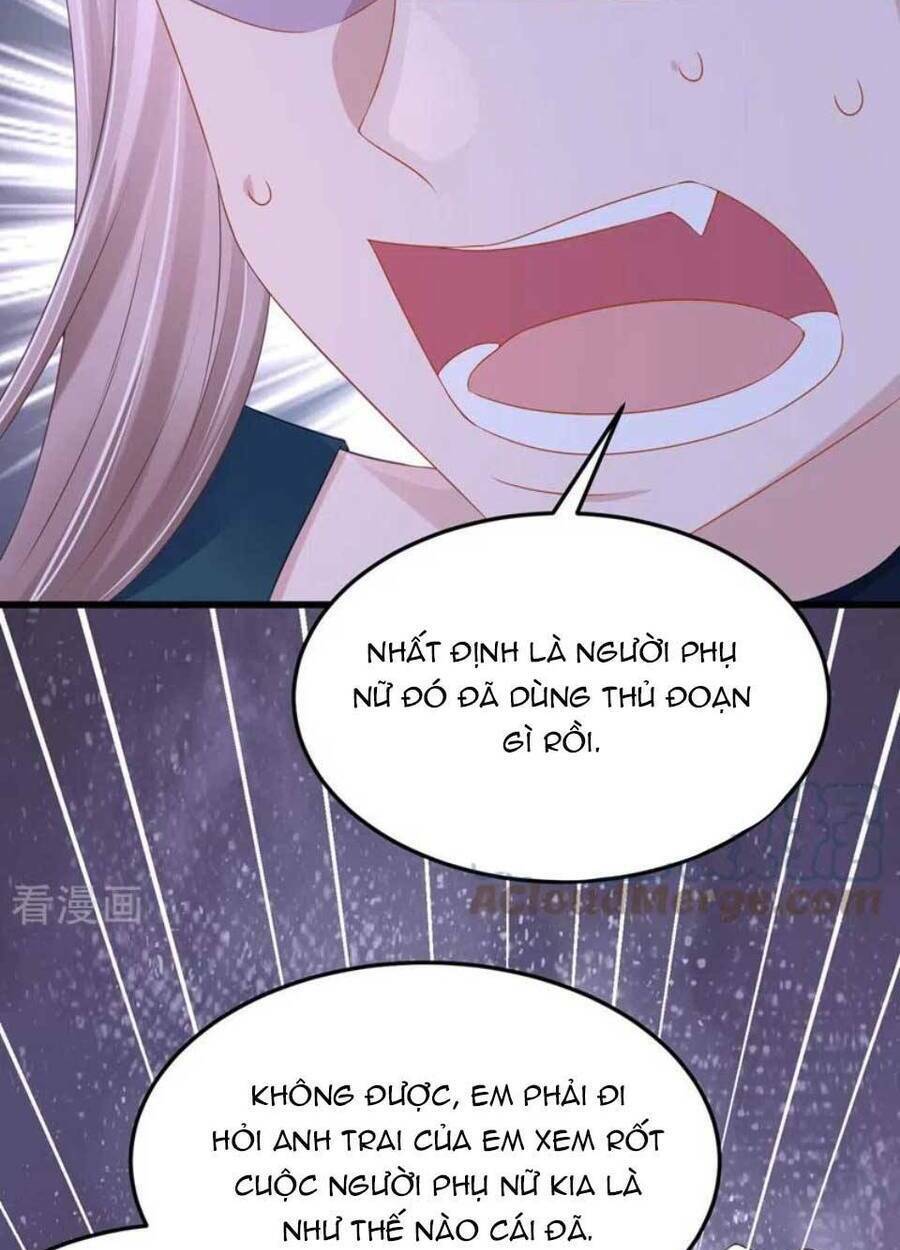 NHẤT ĐỊNH LÀ NGƯỜI PHỤ
NỮ ĐÓ ĐÃ DÙNG THỦ ĐOẠN
GÌ RỒI.
看漫画
ACloudMerge.com
KHÔNG ĐƯỢC, EM PHẢI ĐI
HỎI ANH TRAI CỦA EM XEM RỐT
CUỘC NGƯỜI PHỤ NỮ KIA LÀ
NHƯ THẾ NÀO CÁI ĐÃ.